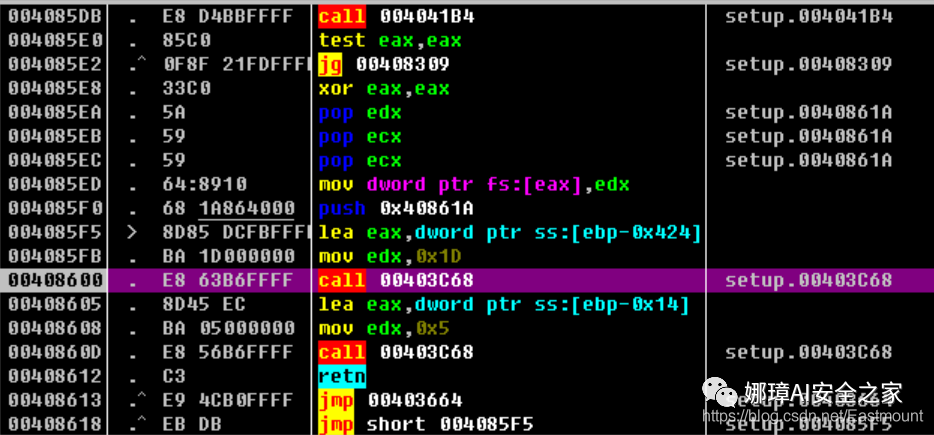 004085DB . E8 D4BBFFFF call 004041B4 setup.004041B4
004085E0 . 85C0 test eax,eax
004085E2 .^ 0F8F 21FDFFF jg 00408309 setup.00408309
004085E8 . 33C0 xor eax,eax
004085EA . 5A pop edx setup.0040861A
004085EB . 59 pop ecx setup.0040861A
004085EC . 59 pop ecx setup.0040861A
004085ED . 64:8910 mov dword ptr fs:[eax],edx
004085F0 . 68 1A864000 push 0x40861A
004085F5 > 8D85 DCFBFFF lea eax,dword ptr ss:[ebp-0x424]
004085FB . BA 1D000000 mov edx,0x1D
00408600 . E8 63B6FFFF call 00403C68 setup.00403C68
00408605 . 8D45 EC lea eax,dword ptr ss:[ebp-0x14]
00408608 . BA 05000000 mov edx,0x5
0040860D . E8 56B6FFFF call 00403C68 setup.00403C68
00408612 . C3 retn
00408613 .^ E9 4CB0FFFF jmp 00403664
00408618 .^ EB DB jmp short 004085F5
娜璋AI安全之家
https://blog.csdn.net/Eastmount